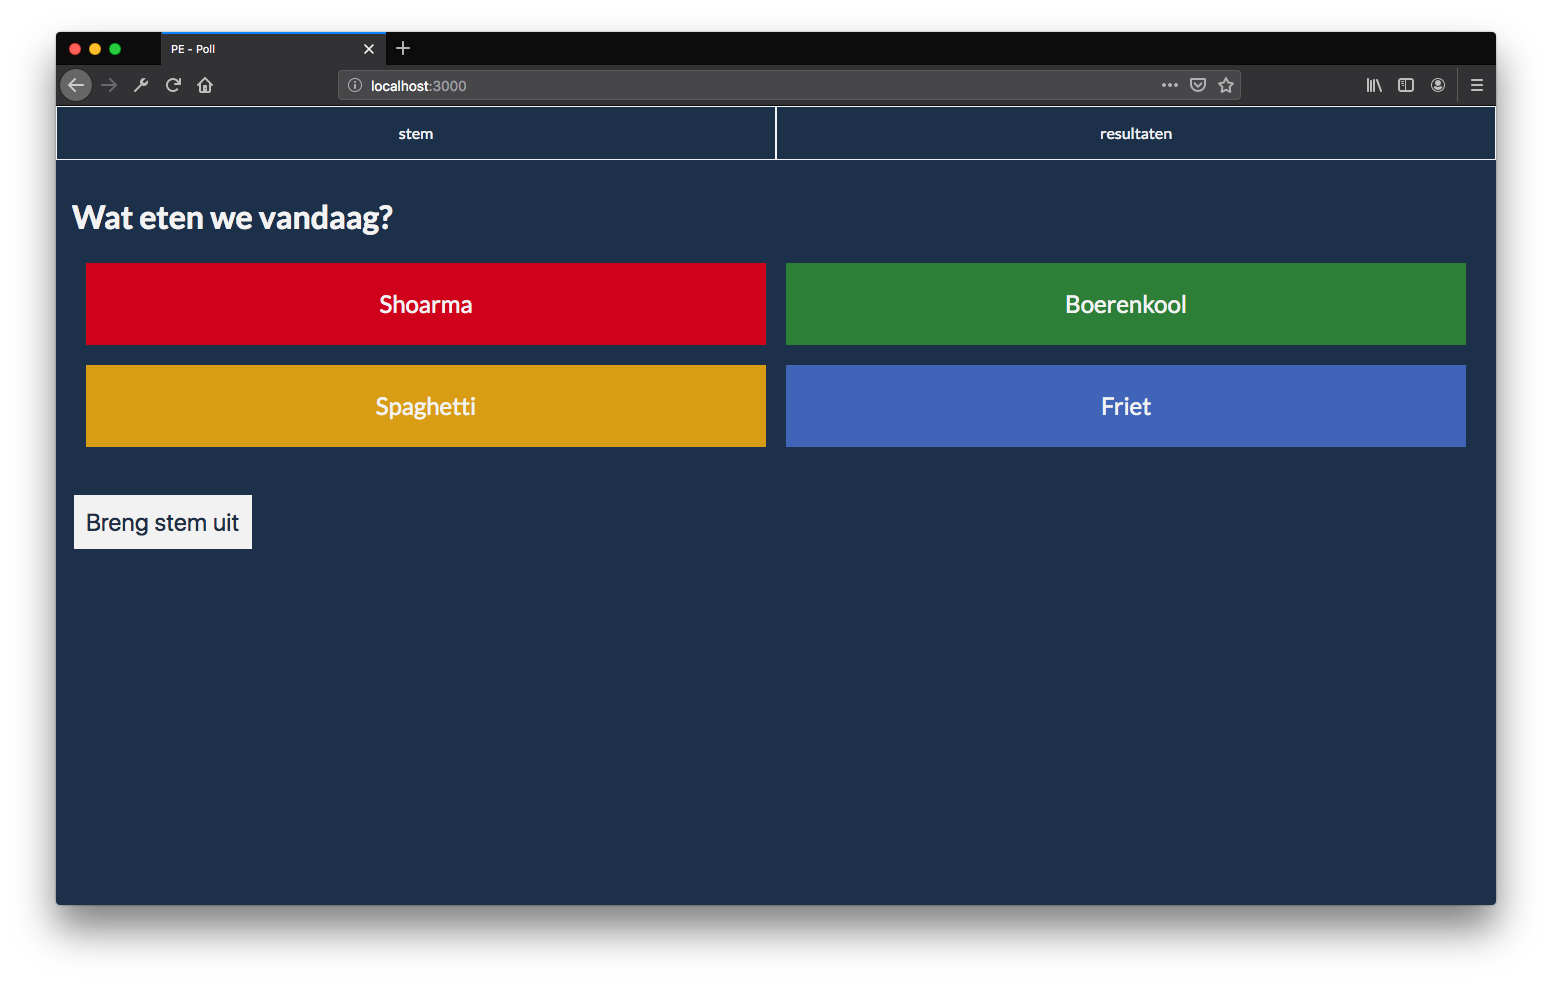 PE - Poll
localhost:3000
stem
resultaten
Wat eten we vandaag?
Shoarma
Boerenkool
Spaghetti
Friet
Breng stem uit